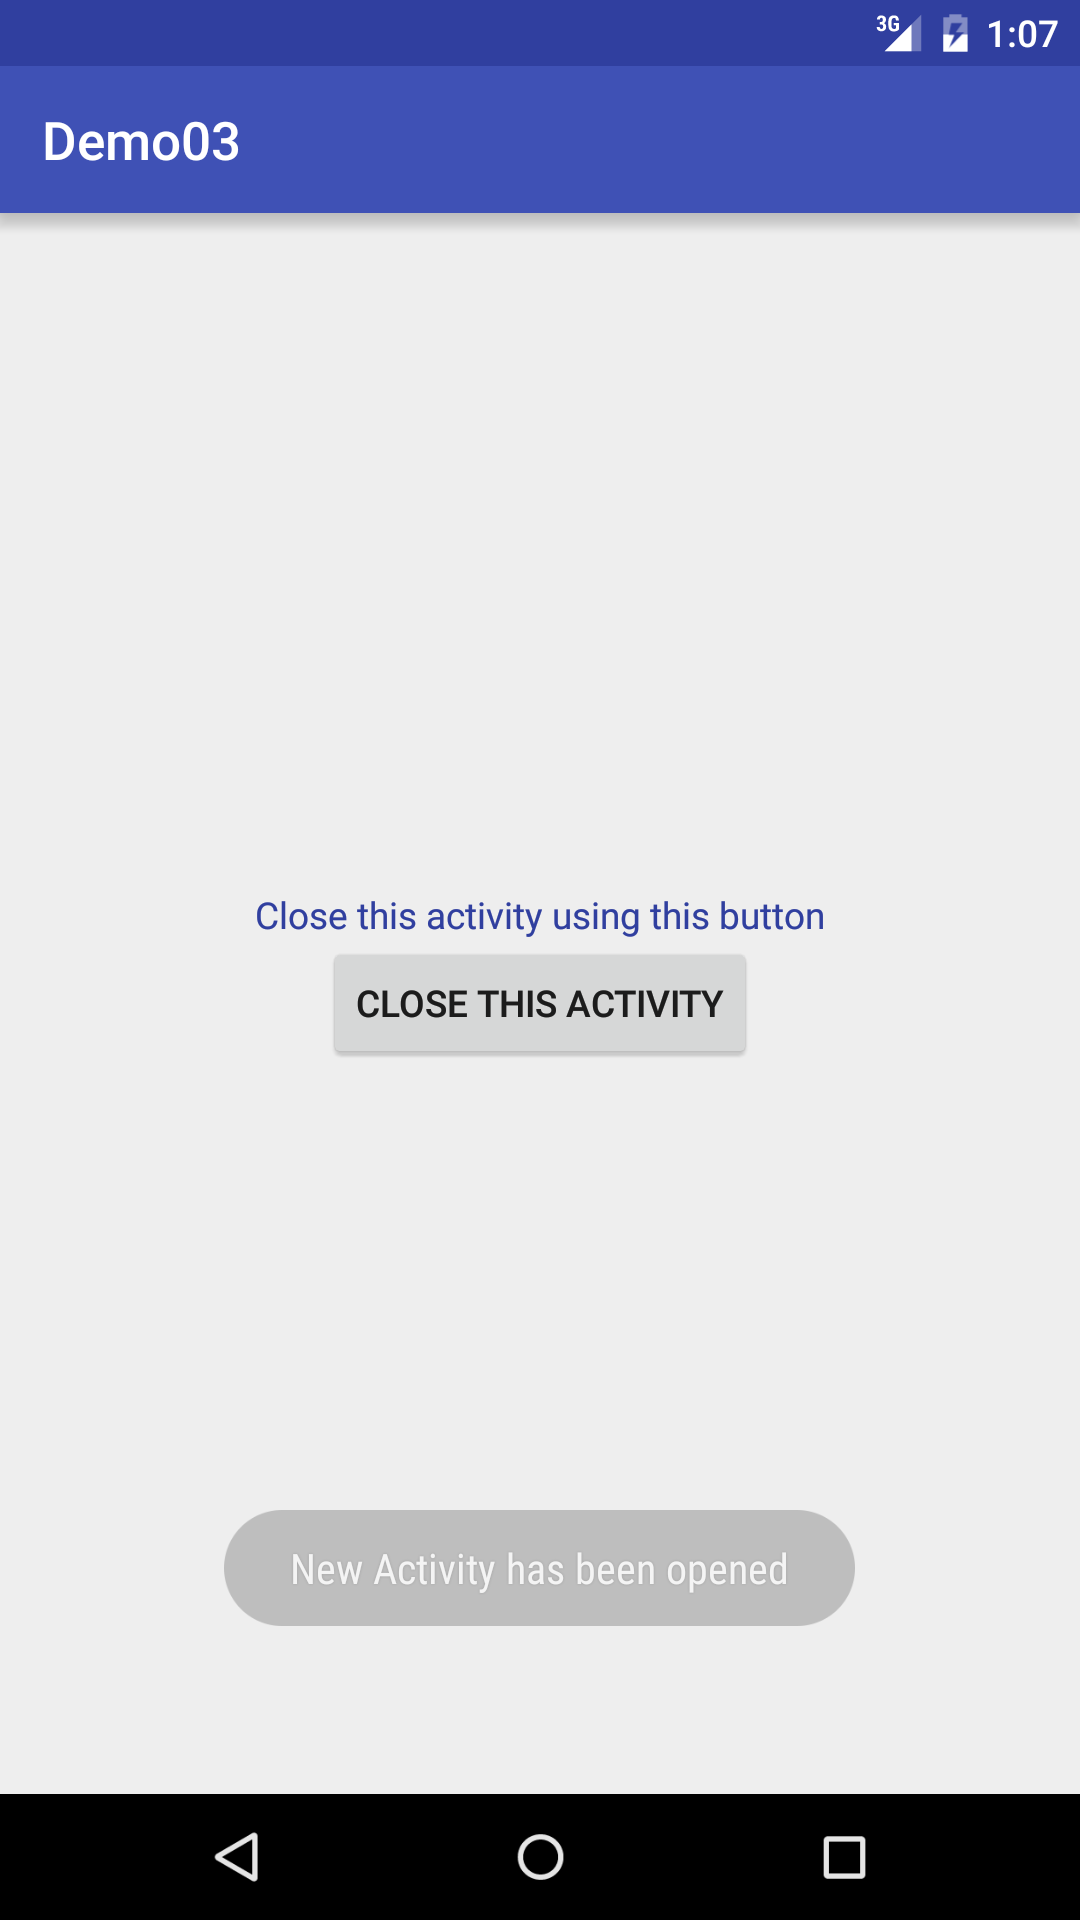 3G 1:07
Demo03
Close this activity using this button
CLOSE THIS ACTIVITY
New Activity has been opened